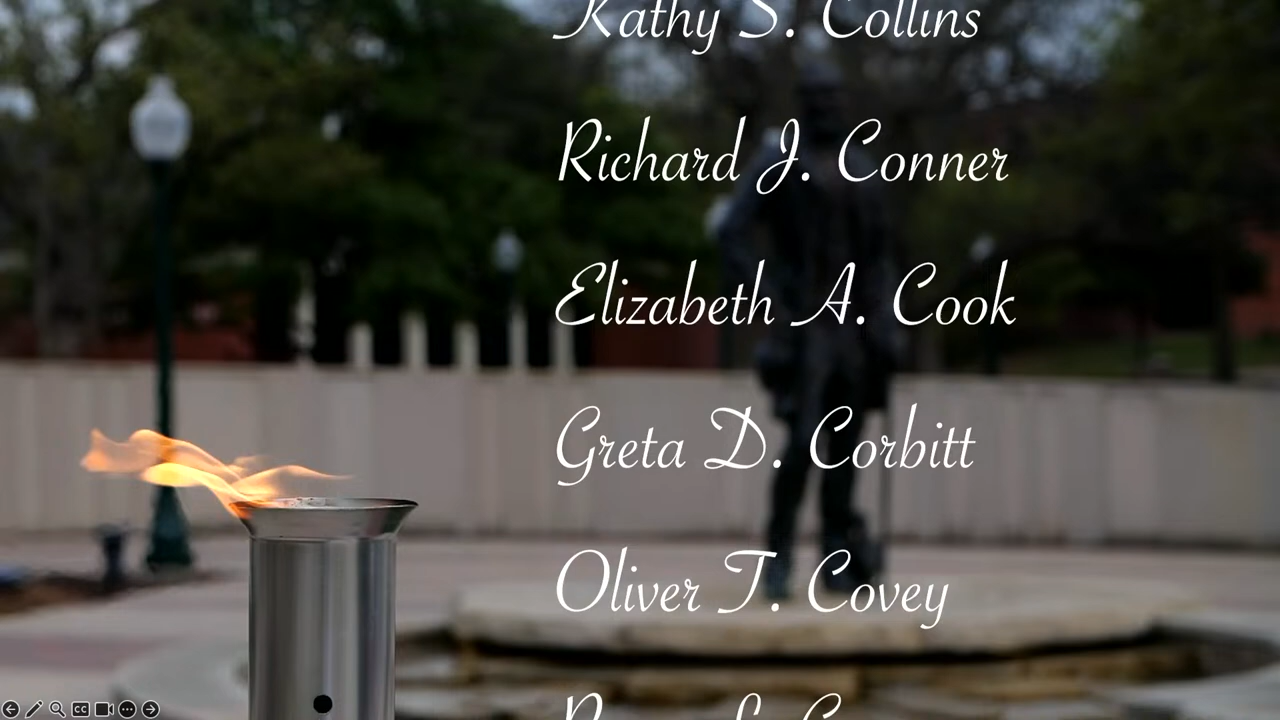 Kathy S. Collins
Richard J. Conner
Elizabeth A. Cook
Greta D. Corbitt
Oliver T. Covey